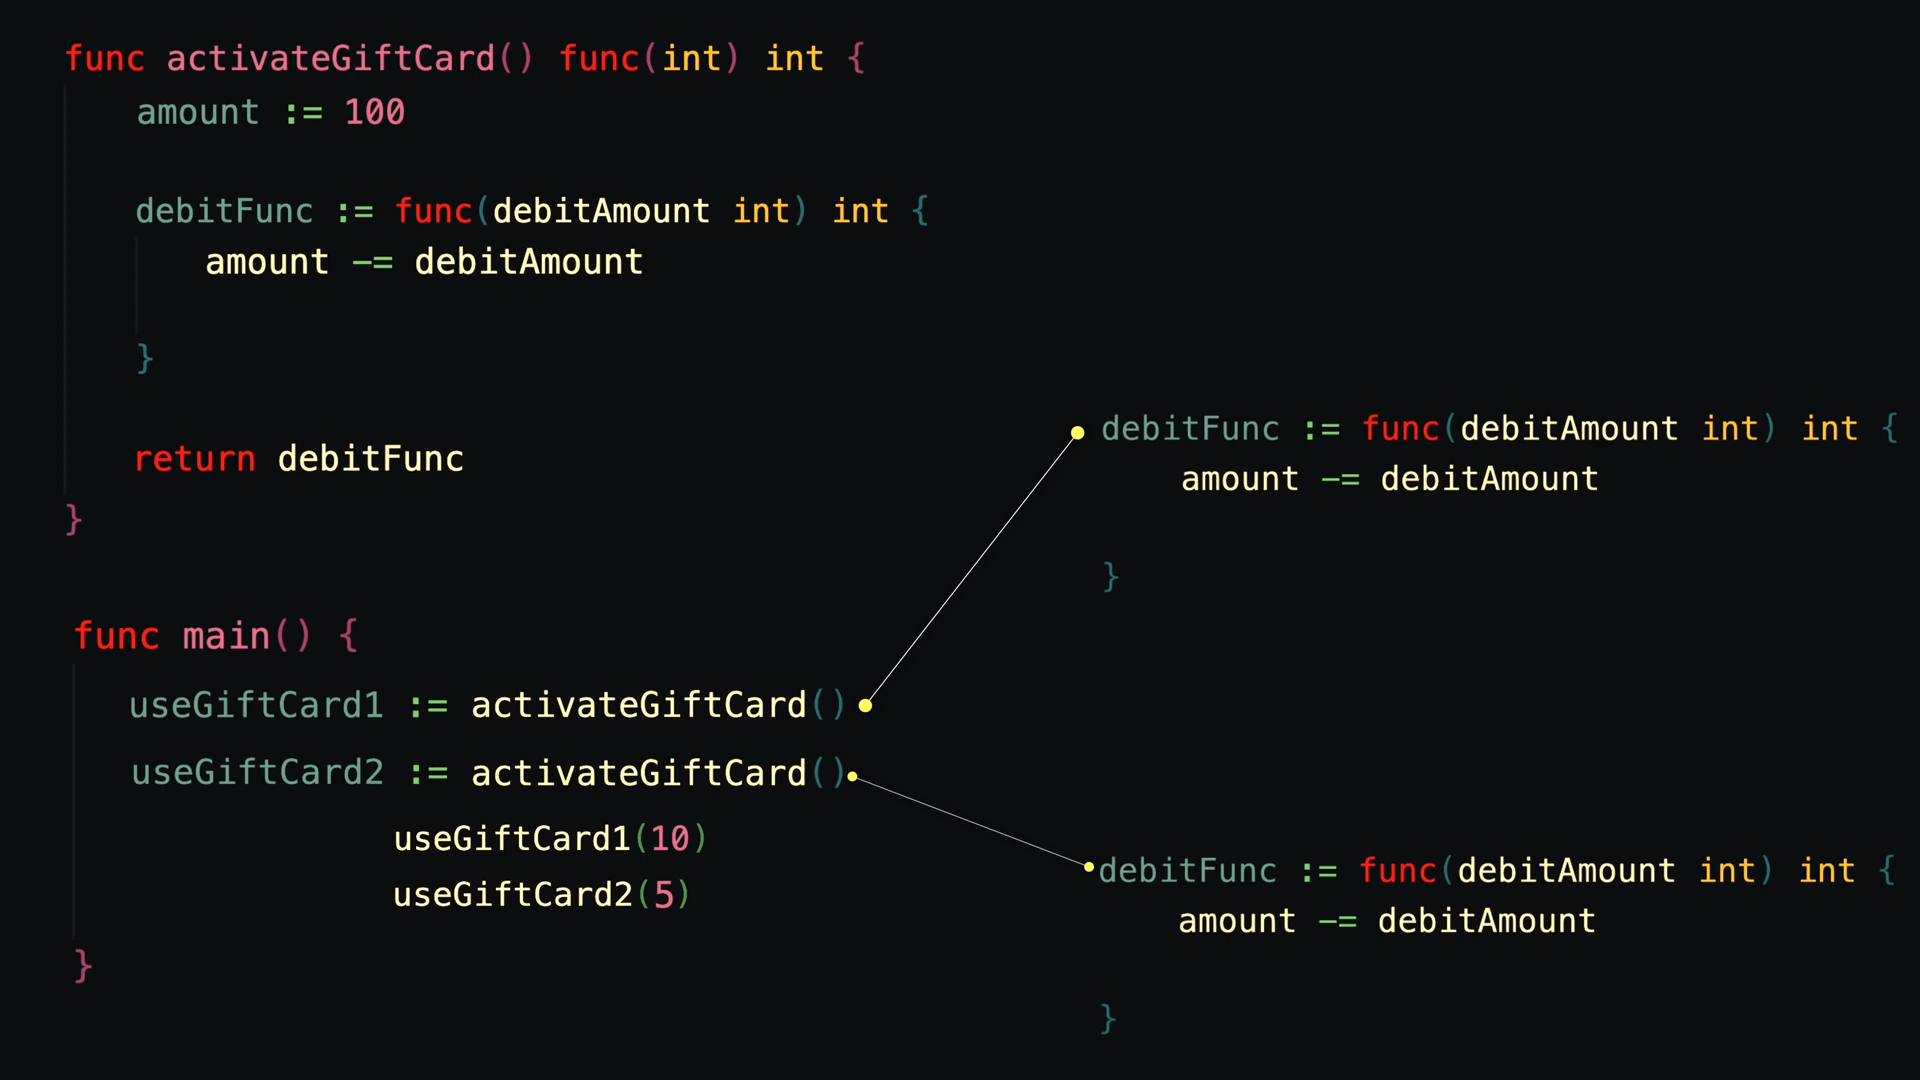 func activateGiftCard() func(int) int {
amount := 100
debitFunc := func(debitAmount int) int {
amount -= debitAmount
}
return debitFunc
}
func main() {
useGiftCard1 := activateGiftCard()
useGiftCard2 := activateGiftCard()
useGiftCard1(10)
useGiftCard2(5)
}
debitFunc := func(debitAmount int) int {
amount -= debitAmount
}
debitFunc := func(debitAmount int) int {
amount -= debitAmount
}